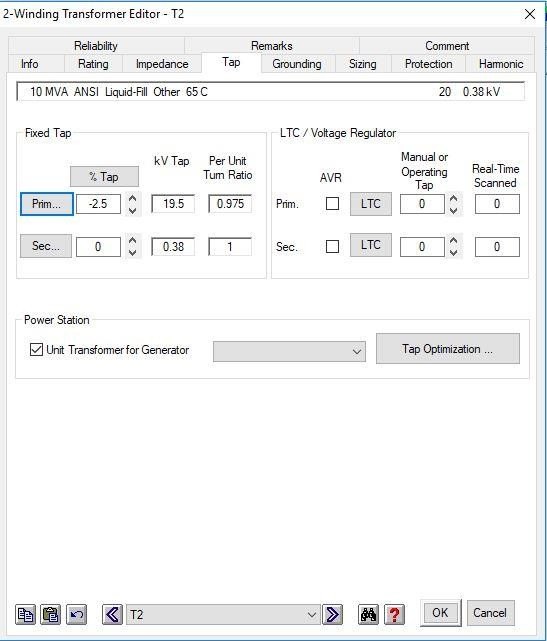 2-Winding Transformer Editor - T2
Reliability Remarks Comment
Info Rating Impedance Tap Grounding Sizing Protection Harmonic
10 MVA ANSI Liquid-Fill Other 65 C 20 0.38 kV
Fixed Tap
% Tap
kV Tap
Per Unit
Turn Ratio
Prim... -2.5 19.5 0.975
Sec... 0 0.38 1
LTC / Voltage Regulator
AVR
Manual or
Operating
Tap
Real-Time
Scanned
Prim. LTC 0 0
Sec. LTC 0 0
Power Station
Unit Transformer for Generator
Tap Optimization ...
T2
?
OK
Cancel